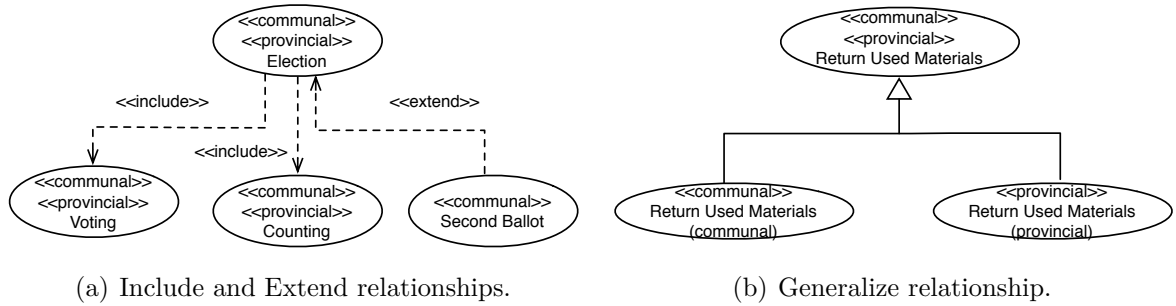 <<communal>>
<<provincial>>
Election
<<include>>
<<extend>>
<<include>>
<<communal>>
<<provincial>>
Voting
<<communal>>
<<provincial>>
Counting
<<communal>>
Second Ballot
(a) Include and Extend relationships.
<<communal>>
<<provincial>>
Return Used Materials
<<communal>>
Return Used Materials
(communal)
<<provincial>>
Return Used Materials
(provincial)
(b) Generalize relationship.